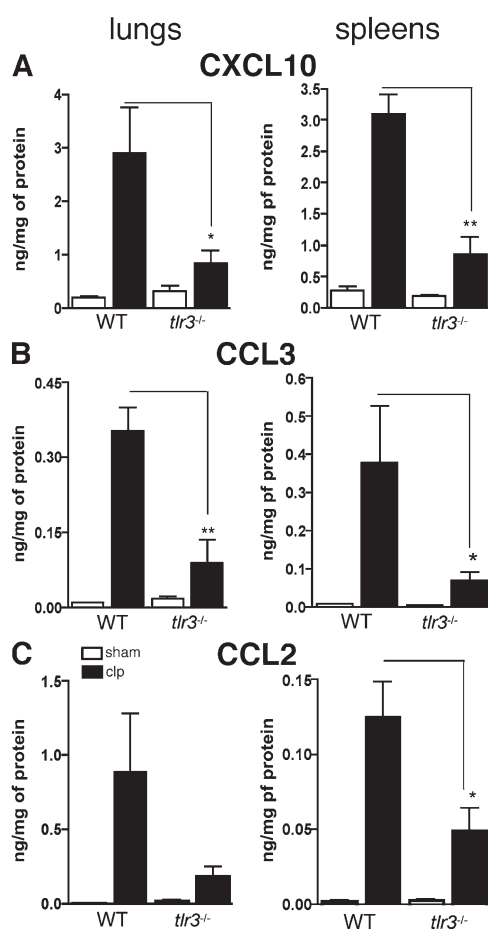 lungs spleens
A CXCL10
ng/mg of protein
4
3
2
1
0
WT tlr3-/-
*
ng/mg pf protein
3.5
3.0
2.5
2.0
1.5
1.0
0.5
0.0
WT tlr3-/-
**
B CCL3
ng/mg of protein
0.45
0.30
0.15
0.00
WT tlr3-/-
**
ng/mg pf protein
0.6
0.5
0.4
0.3
0.2
0.1
0.0
WT tlr3-/-
*
C CCL2
sham
clp
ng/mg of protein
1.5
1.0
0.5
0.0
WT tlr3-/-
ng/mg pf protein
0.15
0.10
0.05
0.00
WT tlr3-/-
*